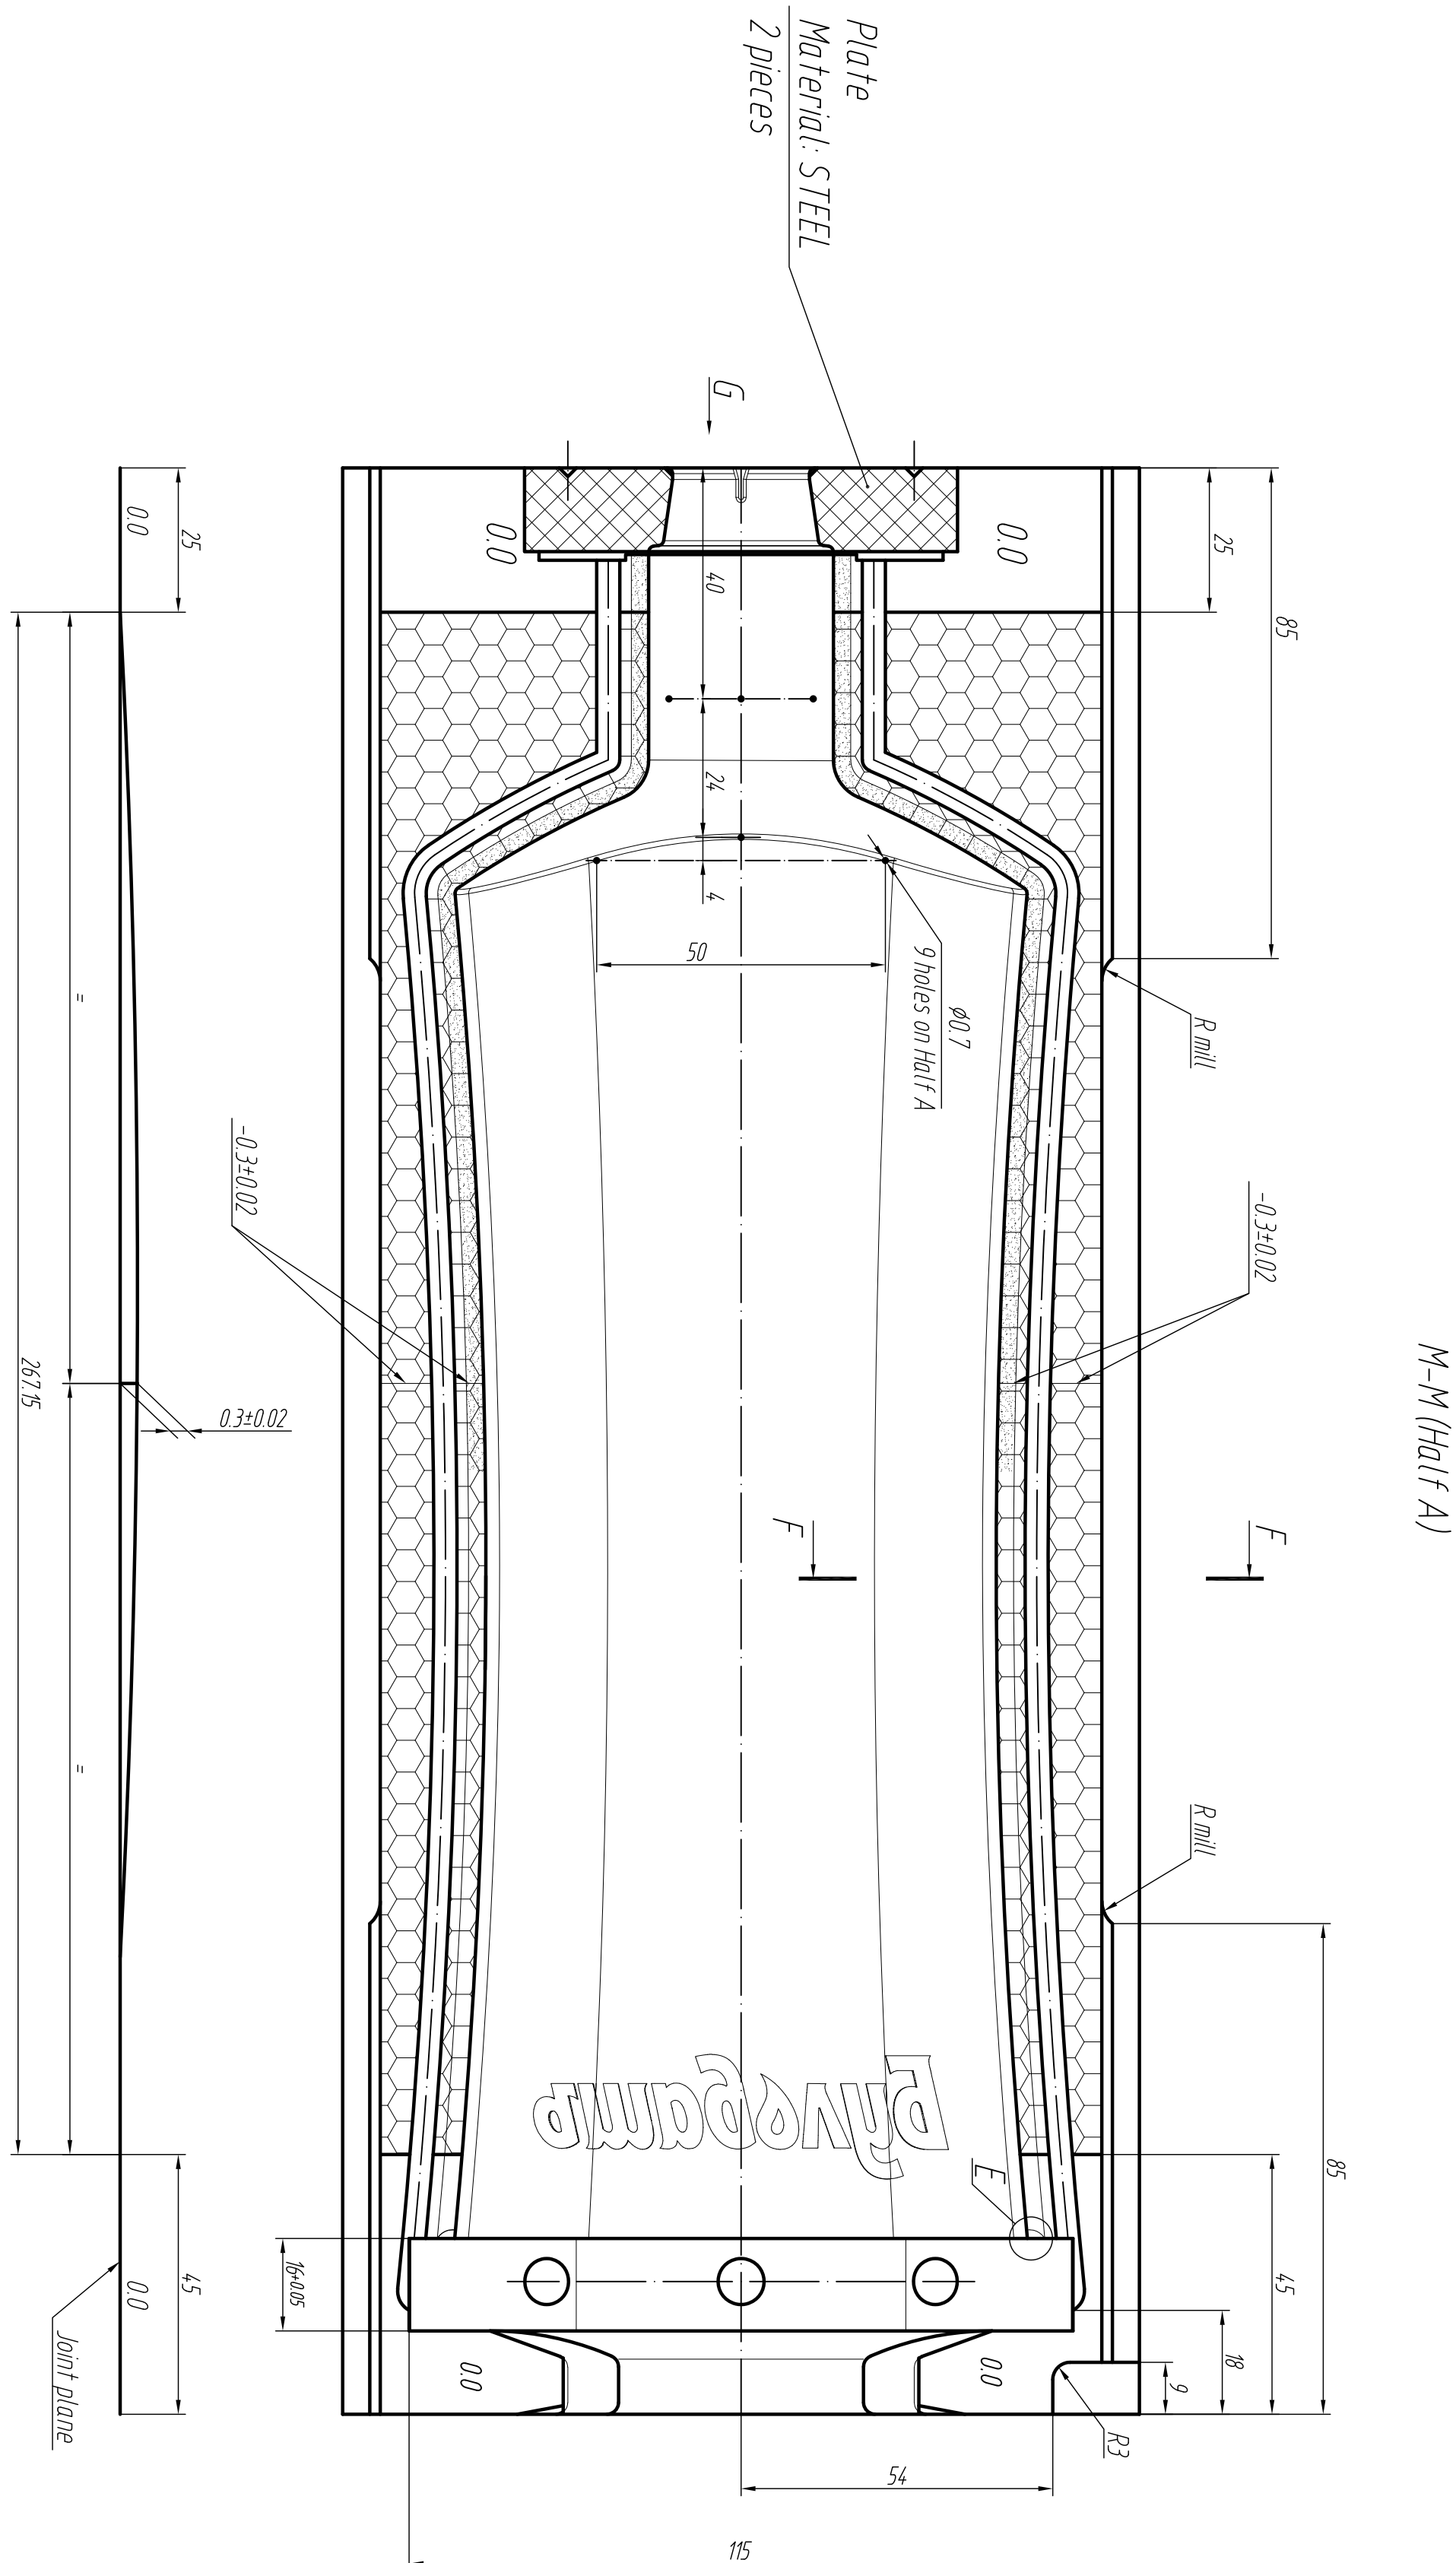 M-M (Half A)
Plate
Material: STEEL
2 pieces
G
85
25
0.0
0.0
40
24
4
50
Ø0.7
9 holes on Half A
R mill
-0.3±0.02
-0.3±0.02
F
F
R mill
85
45
18
9
R3
E
Бульбашъ
16+0.05
0.0
0.0
54
115
25
0.0
=
=
0.3±0.02
267.15
45
0.0
Joint plane